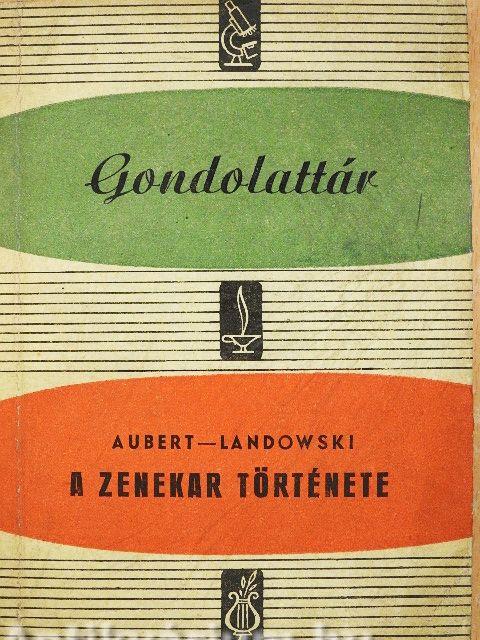 Gondolattár
AUBERT—LANDOWSKI
A ZENEKAR TÖRTÉNETE